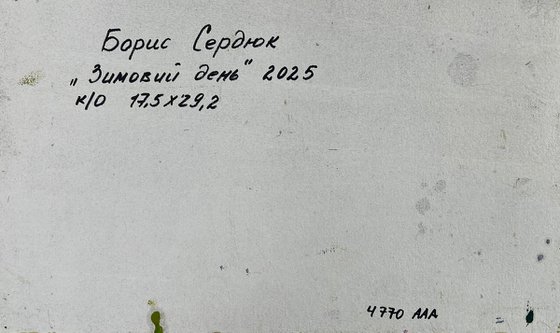 Борис Сердюк
„Зимовий день" 2025
к/о 17,5х29,2
4770 ААА